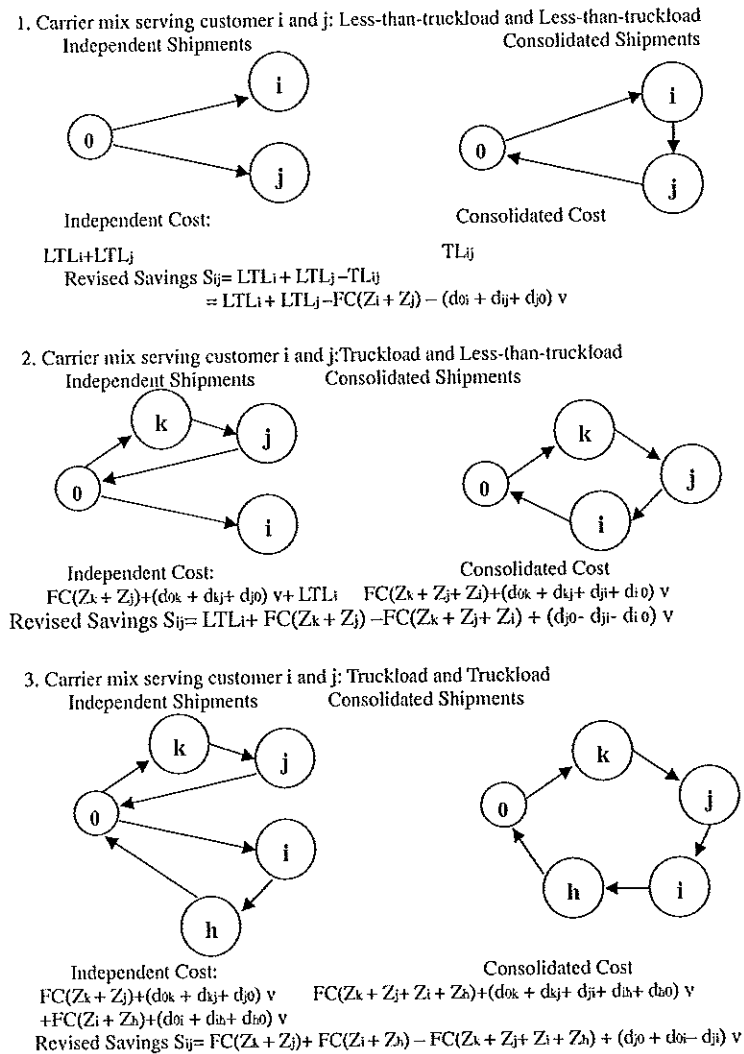 1. Carrier mix serving customer i and j: Less-than-truckload and Less-than-truckload
Independent Shipments
Consolidated Shipments
0
i
j
0
i
j
Independent Cost:
Consolidated Cost
LTLi+LTLj
TLij
Revised Savings Sij= LTLi+ LTLj–TLij
= LTLi+ LTLj–FC(Zi + Zj) – (d0i + dij+ dj0) v
2. Carrier mix serving customer i and j:Truckload and Less-than-truckload
Independent Shipments
Consolidated Shipments
k
j
0
i
k
j
0
i
Independent Cost:
Consolidated Cost
FC(Zk + Zj)+(d0k + dkj+ dj0) v+ LTLi
FC(Zk + Zj+ Zi)+(d0k + dkj+ dji+ di0) v
Revised Savings Sij= LTLi+ FC(Zk + Zj) –FC(Zk + Zj+ Zi) + (dj0- dji- di0) v
3. Carrier mix serving customer i and j: Truckload and Truckload
Independent Shipments
Consolidated Shipments
k
j
0
i
h
k
j
0
h
i
Independent Cost:
Consolidated Cost
FC(Zk + Zj)+(d0k + dkj+ dj0) v
FC(Zk + Zj+ Zi + Zh)+(d0k + dkj+ dji+ dih+ dh0) v
+FC(Zi + Zh)+(d0i + dih+ dh0) v
Revised Savings Sij= FC(Zk + Zj)+ FC(Zi + Zh) – FC(Zk + Zj+ Zi + Zh) + (dj0 + d0i– dji) v